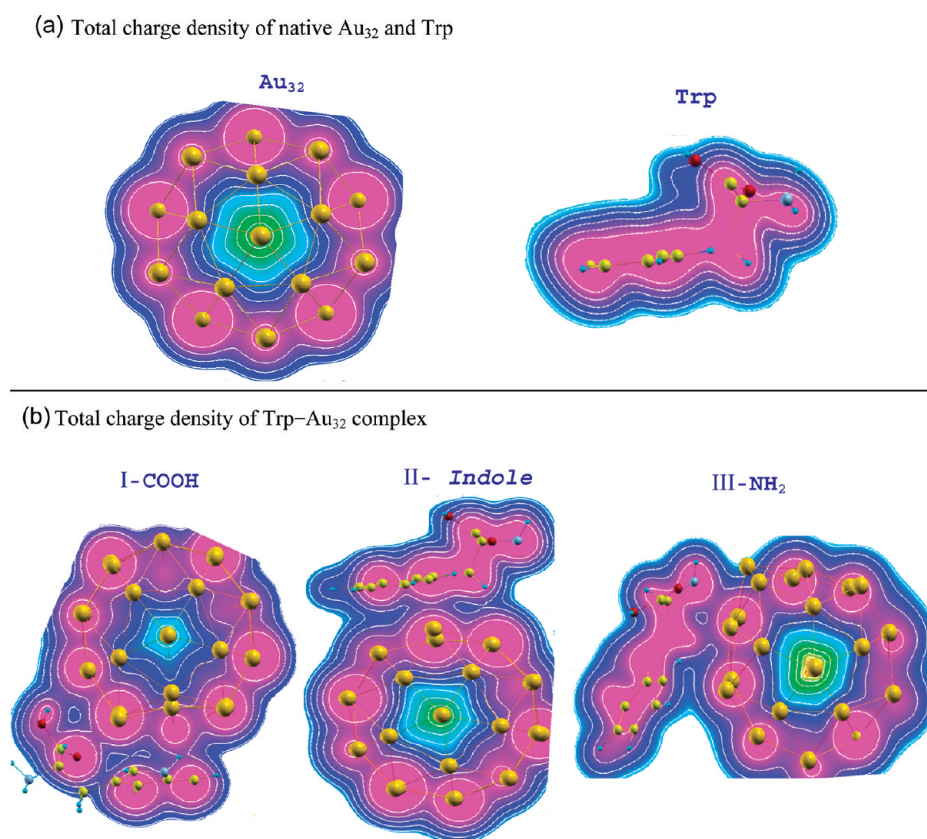 (a) Total charge density of native Au₃₂ and Trp
Au₃₂
Trp
(b) Total charge density of Trp−Au₃₂ complex
I-COOH
II- Indole
III-NH₂